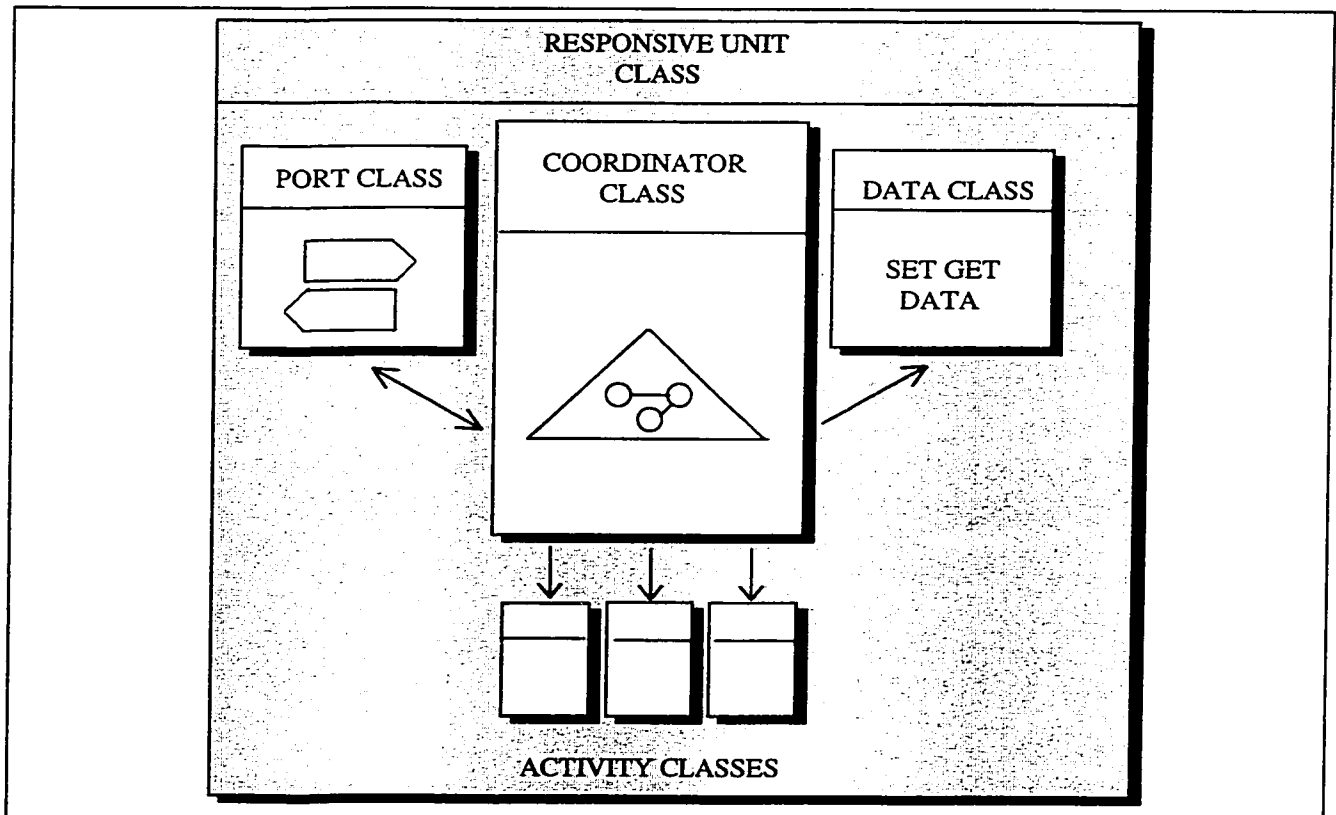 RESPONSIVE UNIT
CLASS
PORT CLASS
COORDINATOR
CLASS
DATA CLASS
SET GET
DATA
ACTIVITY CLASSES